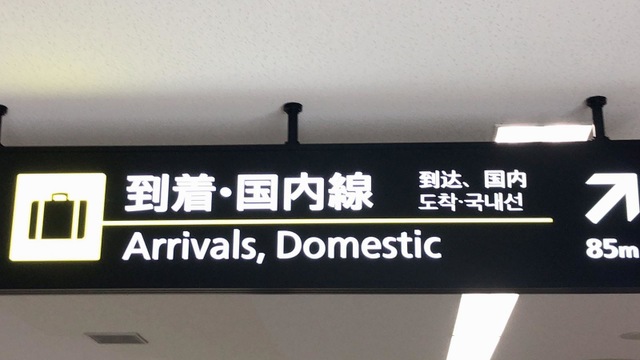 到着·国内線
到达、国内
도착·국내선
Arrivals, Domestic
85m